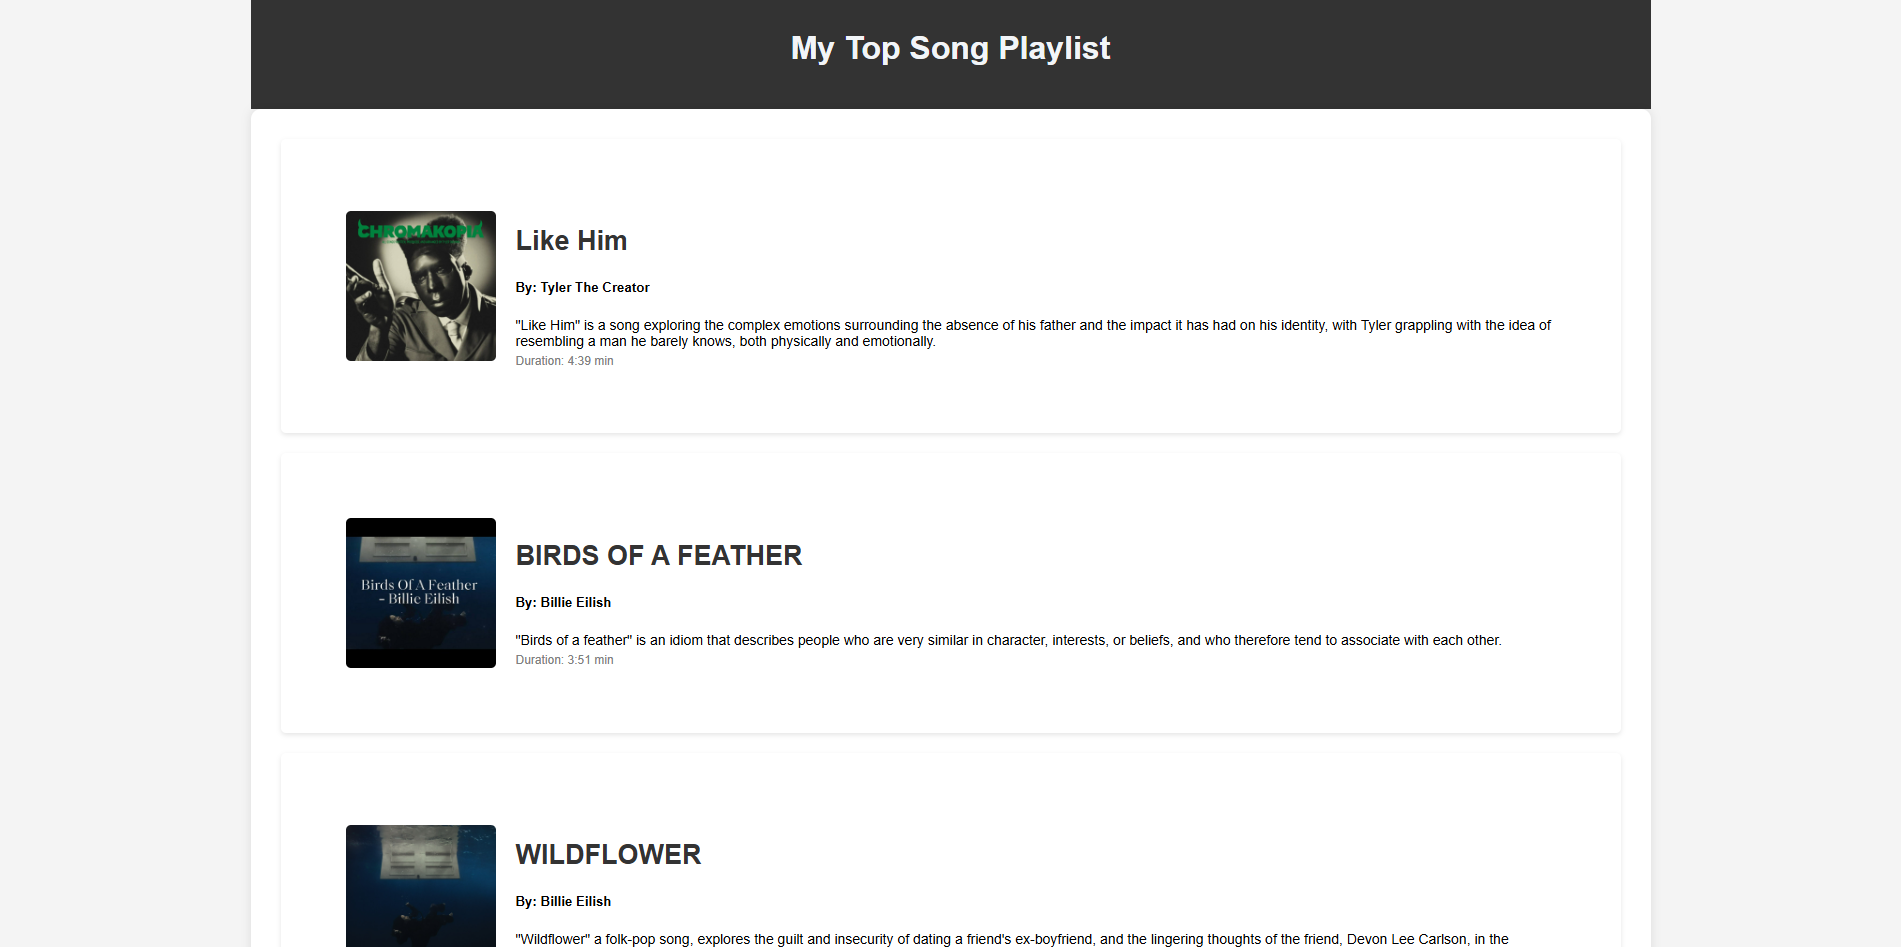 My Top Song Playlist
CHROMAKOPIA
Like Him
By: Tyler The Creator
"Like Him" is a song exploring the complex emotions surrounding the absence of his father and the impact it has had on his identity, with Tyler grappling with the idea of
resembling a man he barely knows, both physically and emotionally.
Duration: 4:39 min
Birds Of A Feather
- Billie Eilish
BIRDS OF A FEATHER
By: Billie Eilish
"Birds of a feather" is an idiom that describes people who are very similar in character, interests, or beliefs, and who therefore tend to associate with each other.
Duration: 3:51 min
WILDFLOWER
By: Billie Eilish
"Wildflower" a folk-pop song, explores the guilt and insecurity of dating a friend's ex-boyfriend, and the lingering thoughts of the friend, Devon Lee Carlson, in the